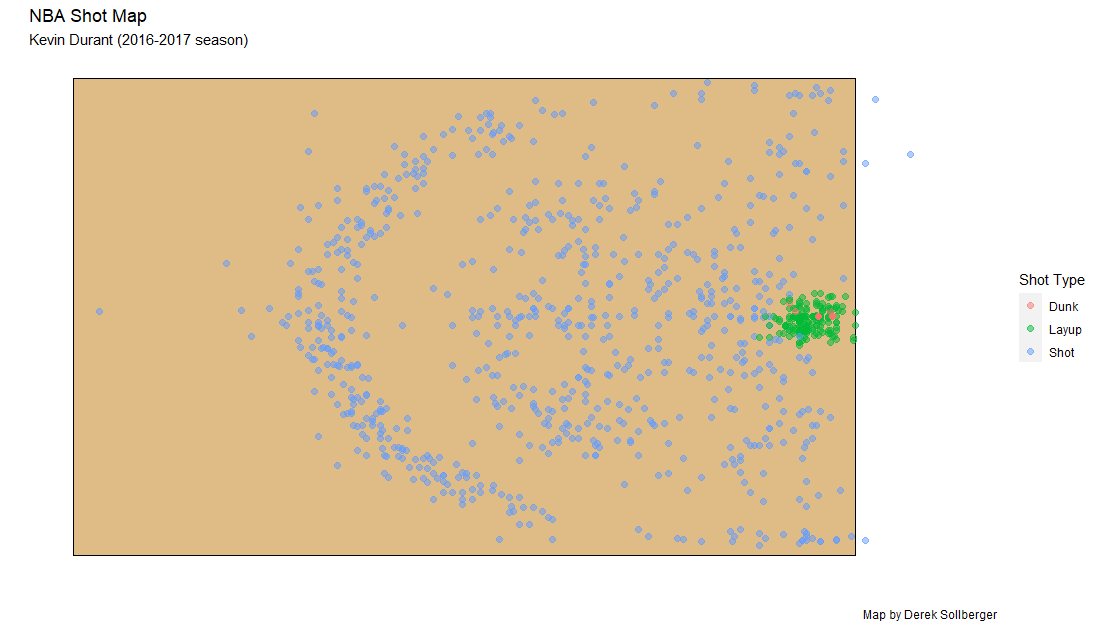 NBA Shot Map
Kevin Durant (2016-2017 season)
Shot Type
Dunk
Layup
Shot
Map by Derek Sollberger